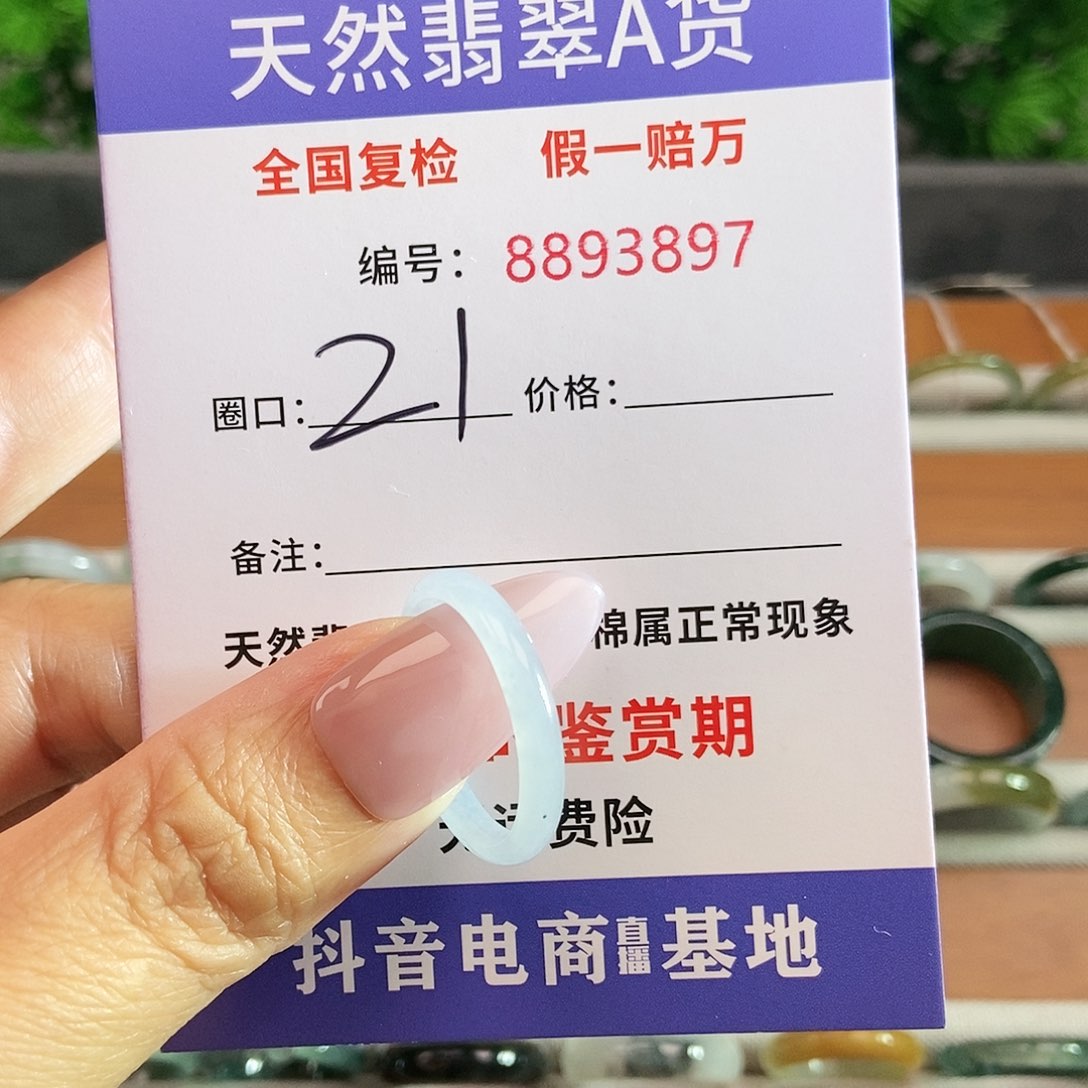 天然翡翠A货
全国复检 假一赔万
编号：8893897
圈口：21 价格：
备注：
天然翡 棉属正常现象
鉴赏期
费险
抖音电商直播基地